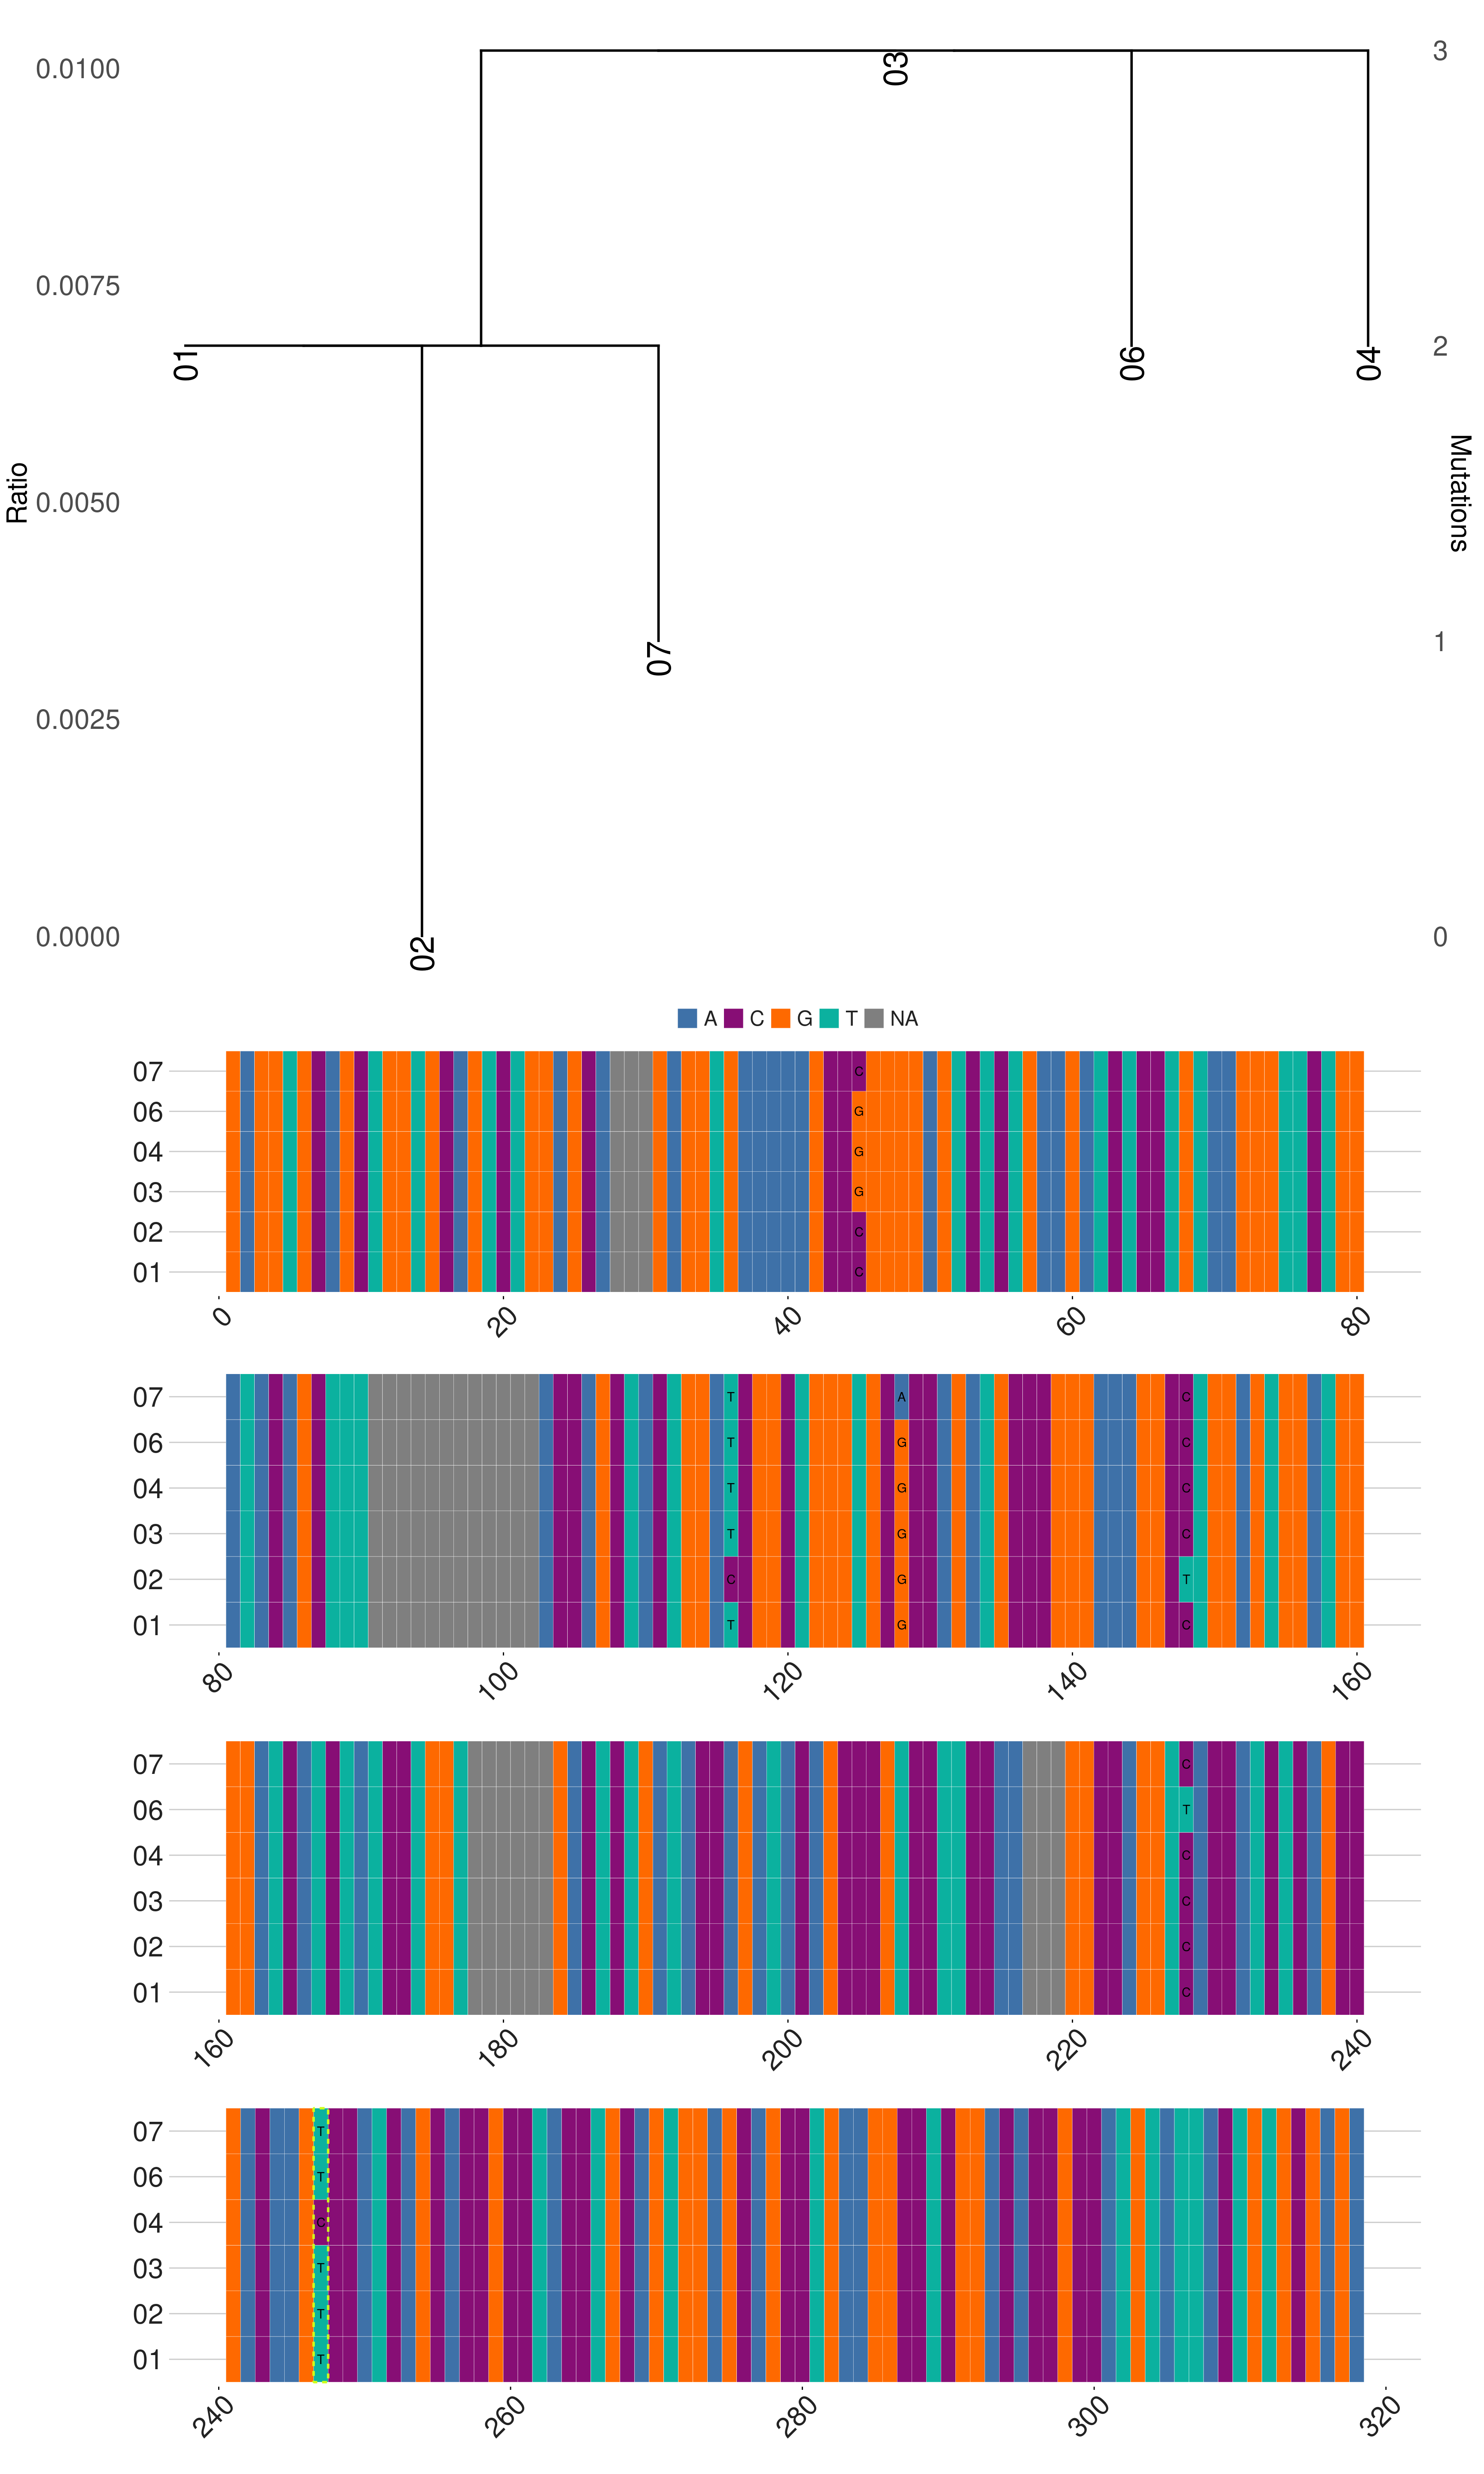 0.0100
0.0075
0.0050
0.0025
0.0000
Ratio
3
2
1
0
Mutations
03
01
06
04
07
02
A C G T NA
07 C
06 G
04 G
03 G
02 C
01 C
0 20 40 60 80
07 T A C
06 T G C
04 T G C
03 T G C
02 C G T
01 T G C
80 100 120 140 160
07 C
06 T
04 C
03 C
02 C
01 C
160 180 200 220 240
07 T
06 T
04 C
03 T
02 T
01 T
240 260 280 300 320